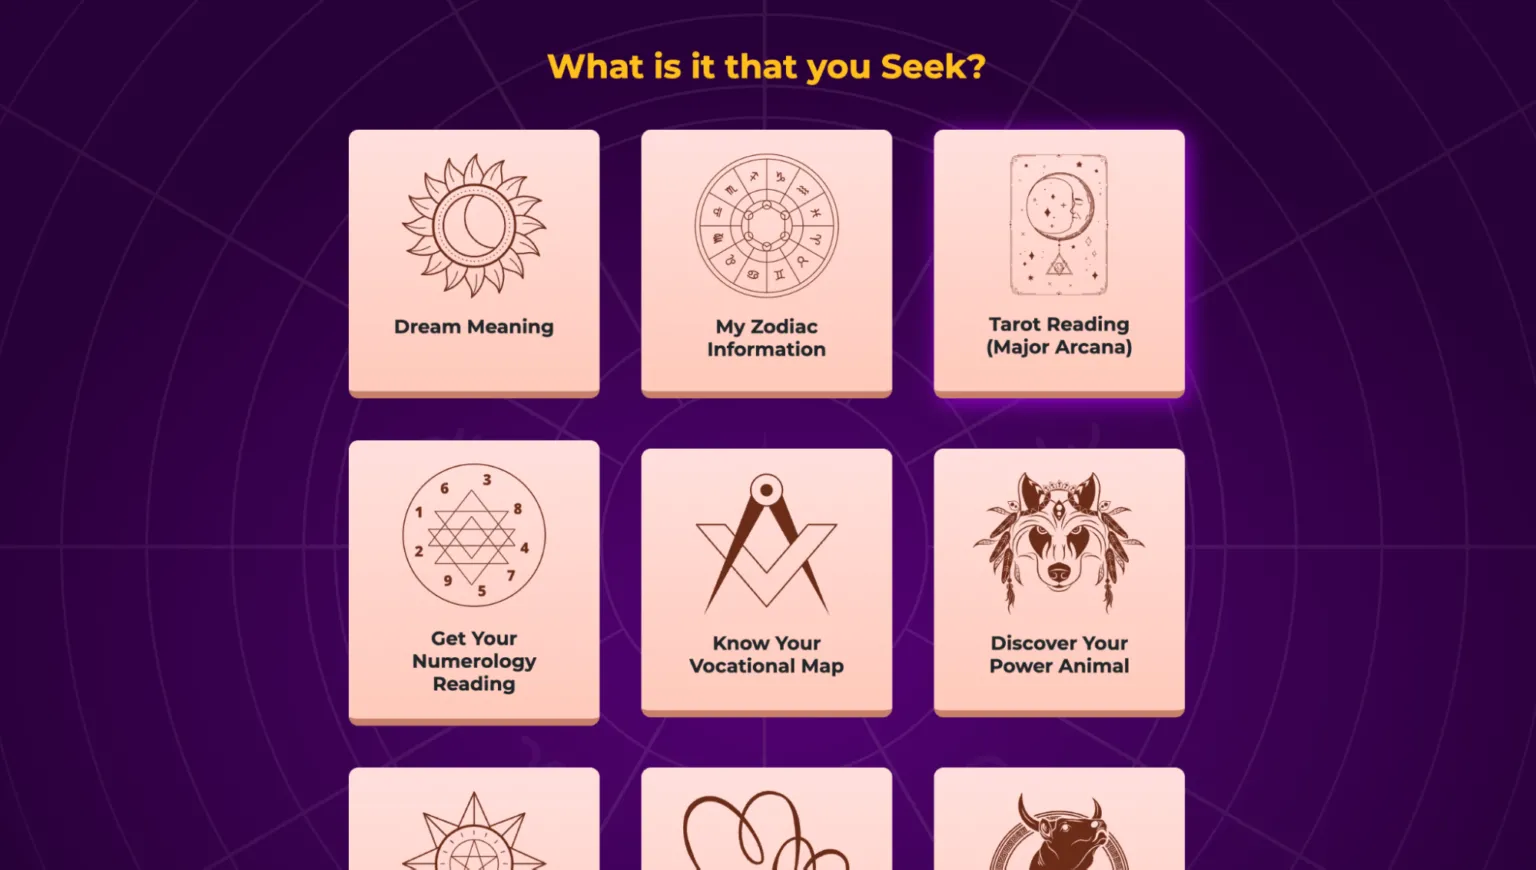 What is it that you Seek?
Dream Meaning
My Zodiac
Information
Tarot Reading
(Major Arcana)
6 3
1 8
2 4
9 7
5
Get Your
Numerology
Reading
Know Your
Vocational Map
Discover Your
Power Animal